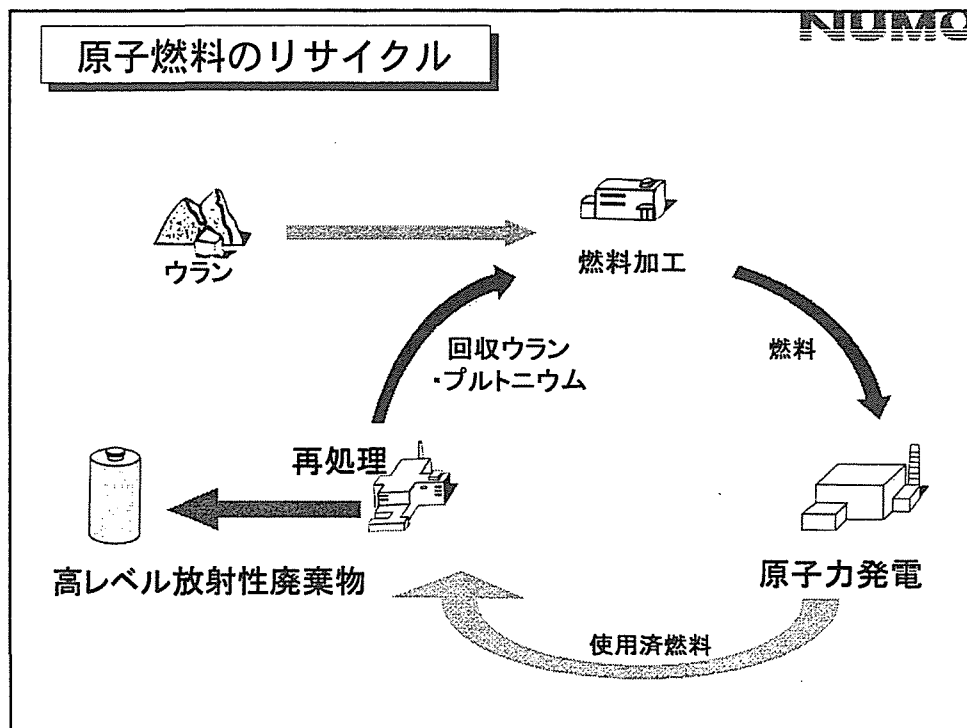 NUMO
原子燃料のリサイクル
ウラン
燃料加工
回収ウラン
・プルトニウム
燃料
再処理
高レベル放射性廃棄物
原子力発電
使用済燃料